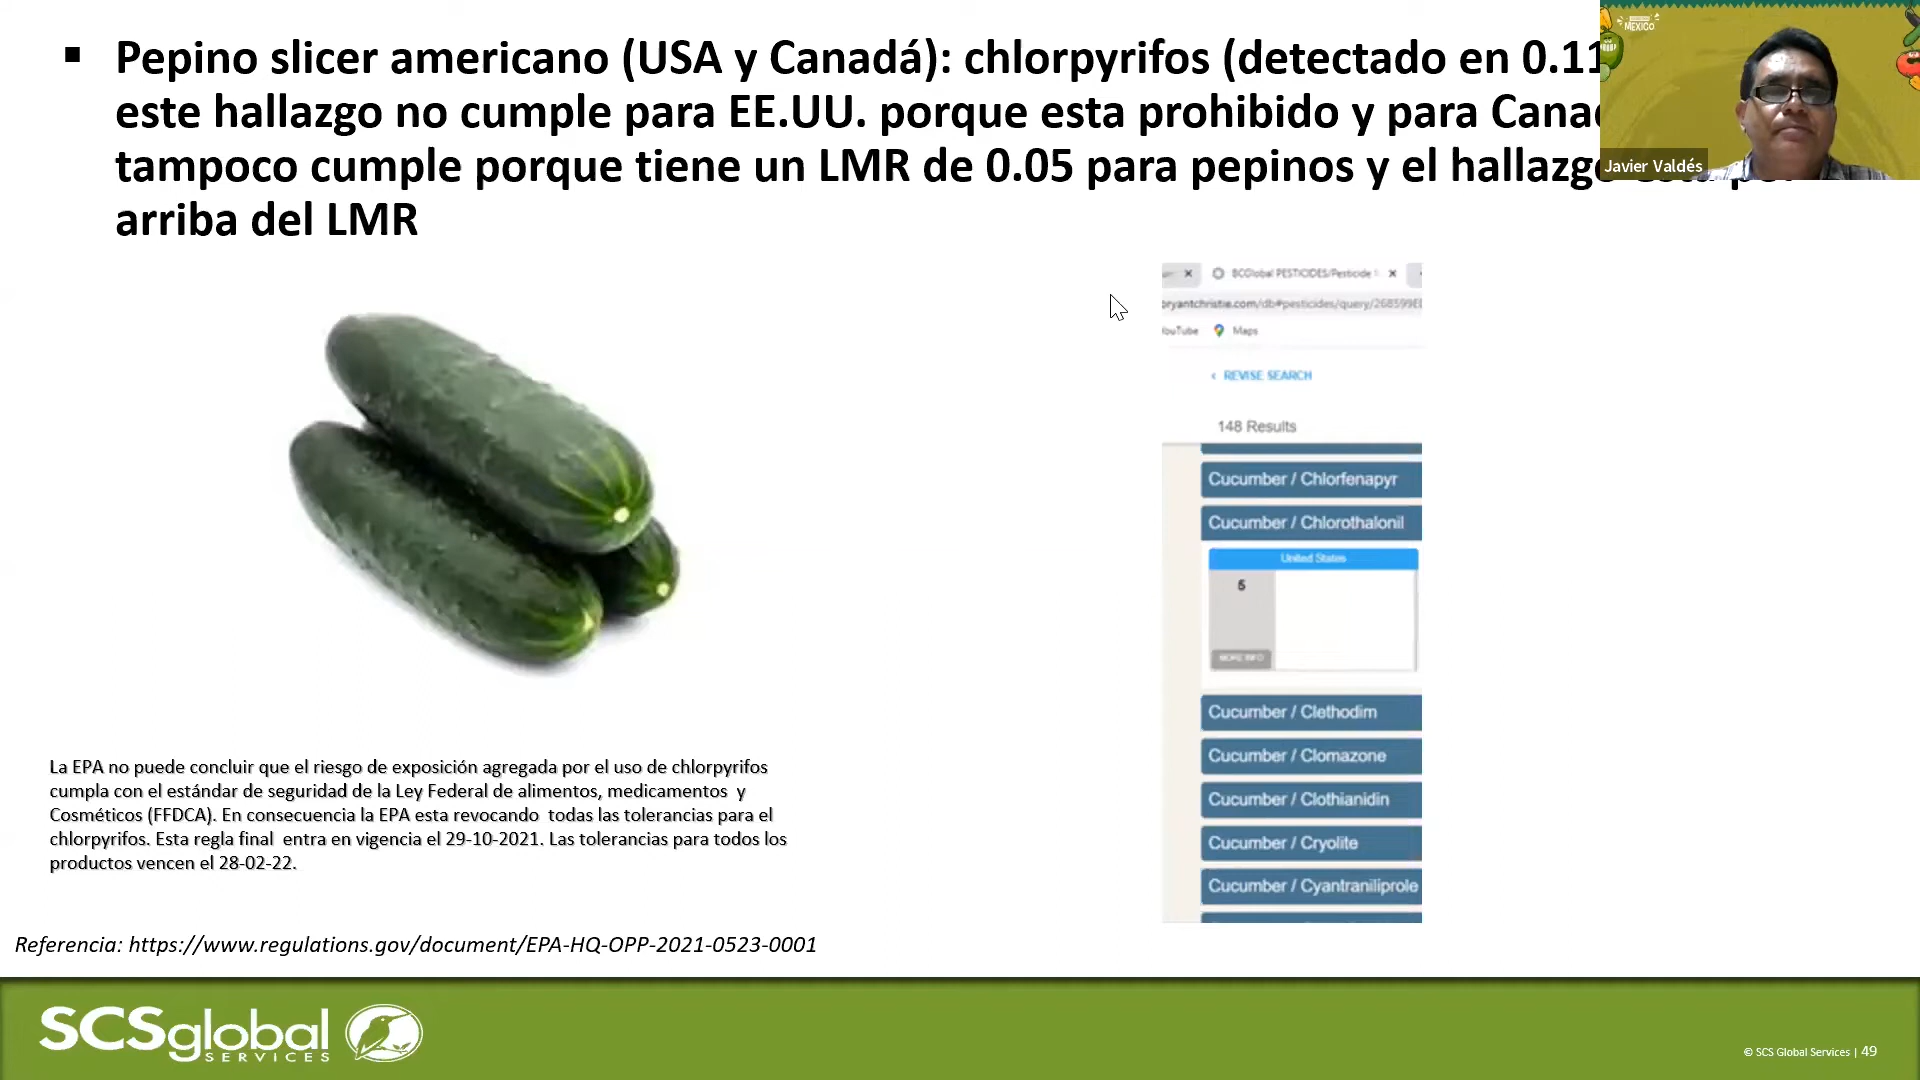 ▪ Pepino slicer americano (USA y Canadá): chlorpyrifos (detectado en 0.11
este hallazgo no cumple para EE.UU. porque esta prohibido y para Cana
tampoco cumple porque tiene un LMR de 0.05 para pepinos y el hallazg
arriba del LMR
MÉXICO
Javier Valdés
BCGlobal PESTICIDES/Pesticide
bryantchristie.com/db#pesticides/query/268599E
YouTube Maps
‹ REVISE SEARCH
148 Results
Cucumber / Chlorfenapyr
Cucumber / Chlorothalonil
United States
5
MORE INFO
Cucumber / Clethodim
Cucumber / Clomazone
Cucumber / Clothianidin
Cucumber / Cryolite
Cucumber / Cyantraniliprole
La EPA no puede concluir que el riesgo de exposición agregada por el uso de chlorpyrifos
cumpla con el estándar de seguridad de la Ley Federal de alimentos, medicamentos y
Cosméticos (FFDCA). En consecuencia la EPA esta revocando todas las tolerancias para el
chlorpyrifos. Esta regla final entra en vigencia el 29-10-2021. Las tolerancias para todos los
productos vencen el 28-02-22.
Referencia: https://www.regulations.gov/document/EPA-HQ-OPP-2021-0523-0001
SCSglobal
SERVICES
© SCS Global Services | 49